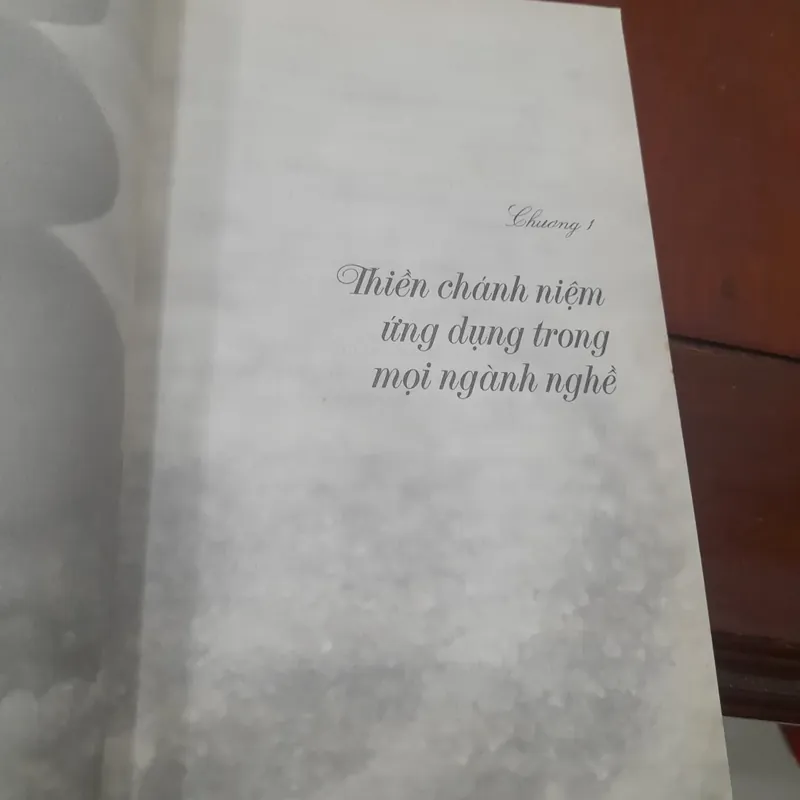 Chương 1
Thiền chánh niệm
ứng dụng trong
mọi ngành nghề